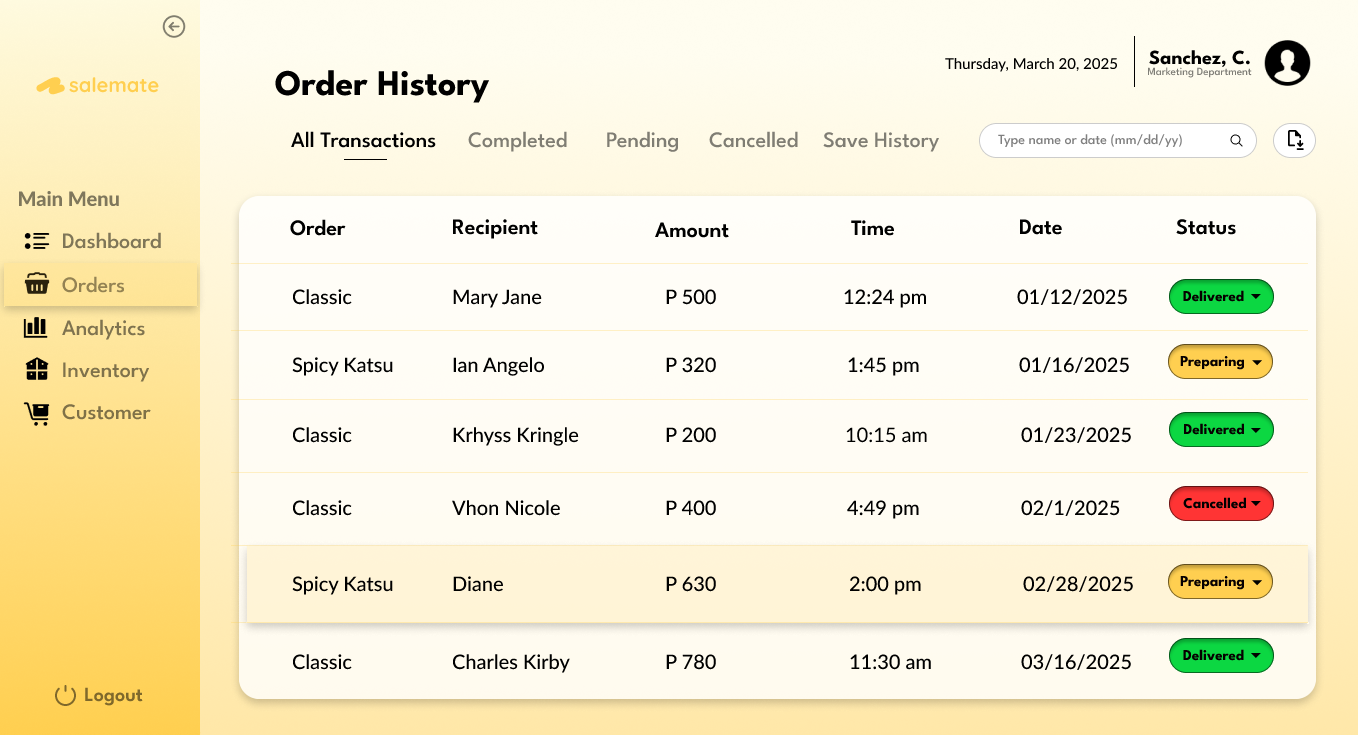 salemate
Main Menu
Dashboard
Orders
Analytics
Inventory
Customer
Logout
Thursday, March 20, 2025
Sanchez, C.
Marketing Department
Order History
All Transactions Completed Pending Cancelled Save History Type name or date (mm/dd/yy)
Order Recipient Amount Time Date Status
Classic Mary Jane P 500 12:24 pm 01/12/2025 Delivered
Spicy Katsu Ian Angelo P 320 1:45 pm 01/16/2025 Preparing
Classic Krhyss Kringle P 200 10:15 am 01/23/2025 Delivered
Classic Vhon Nicole P 400 4:49 pm 02/1/2025 Cancelled
Spicy Katsu Diane P 630 2:00 pm 02/28/2025 Preparing
Classic Charles Kirby P 780 11:30 am 03/16/2025 Delivered